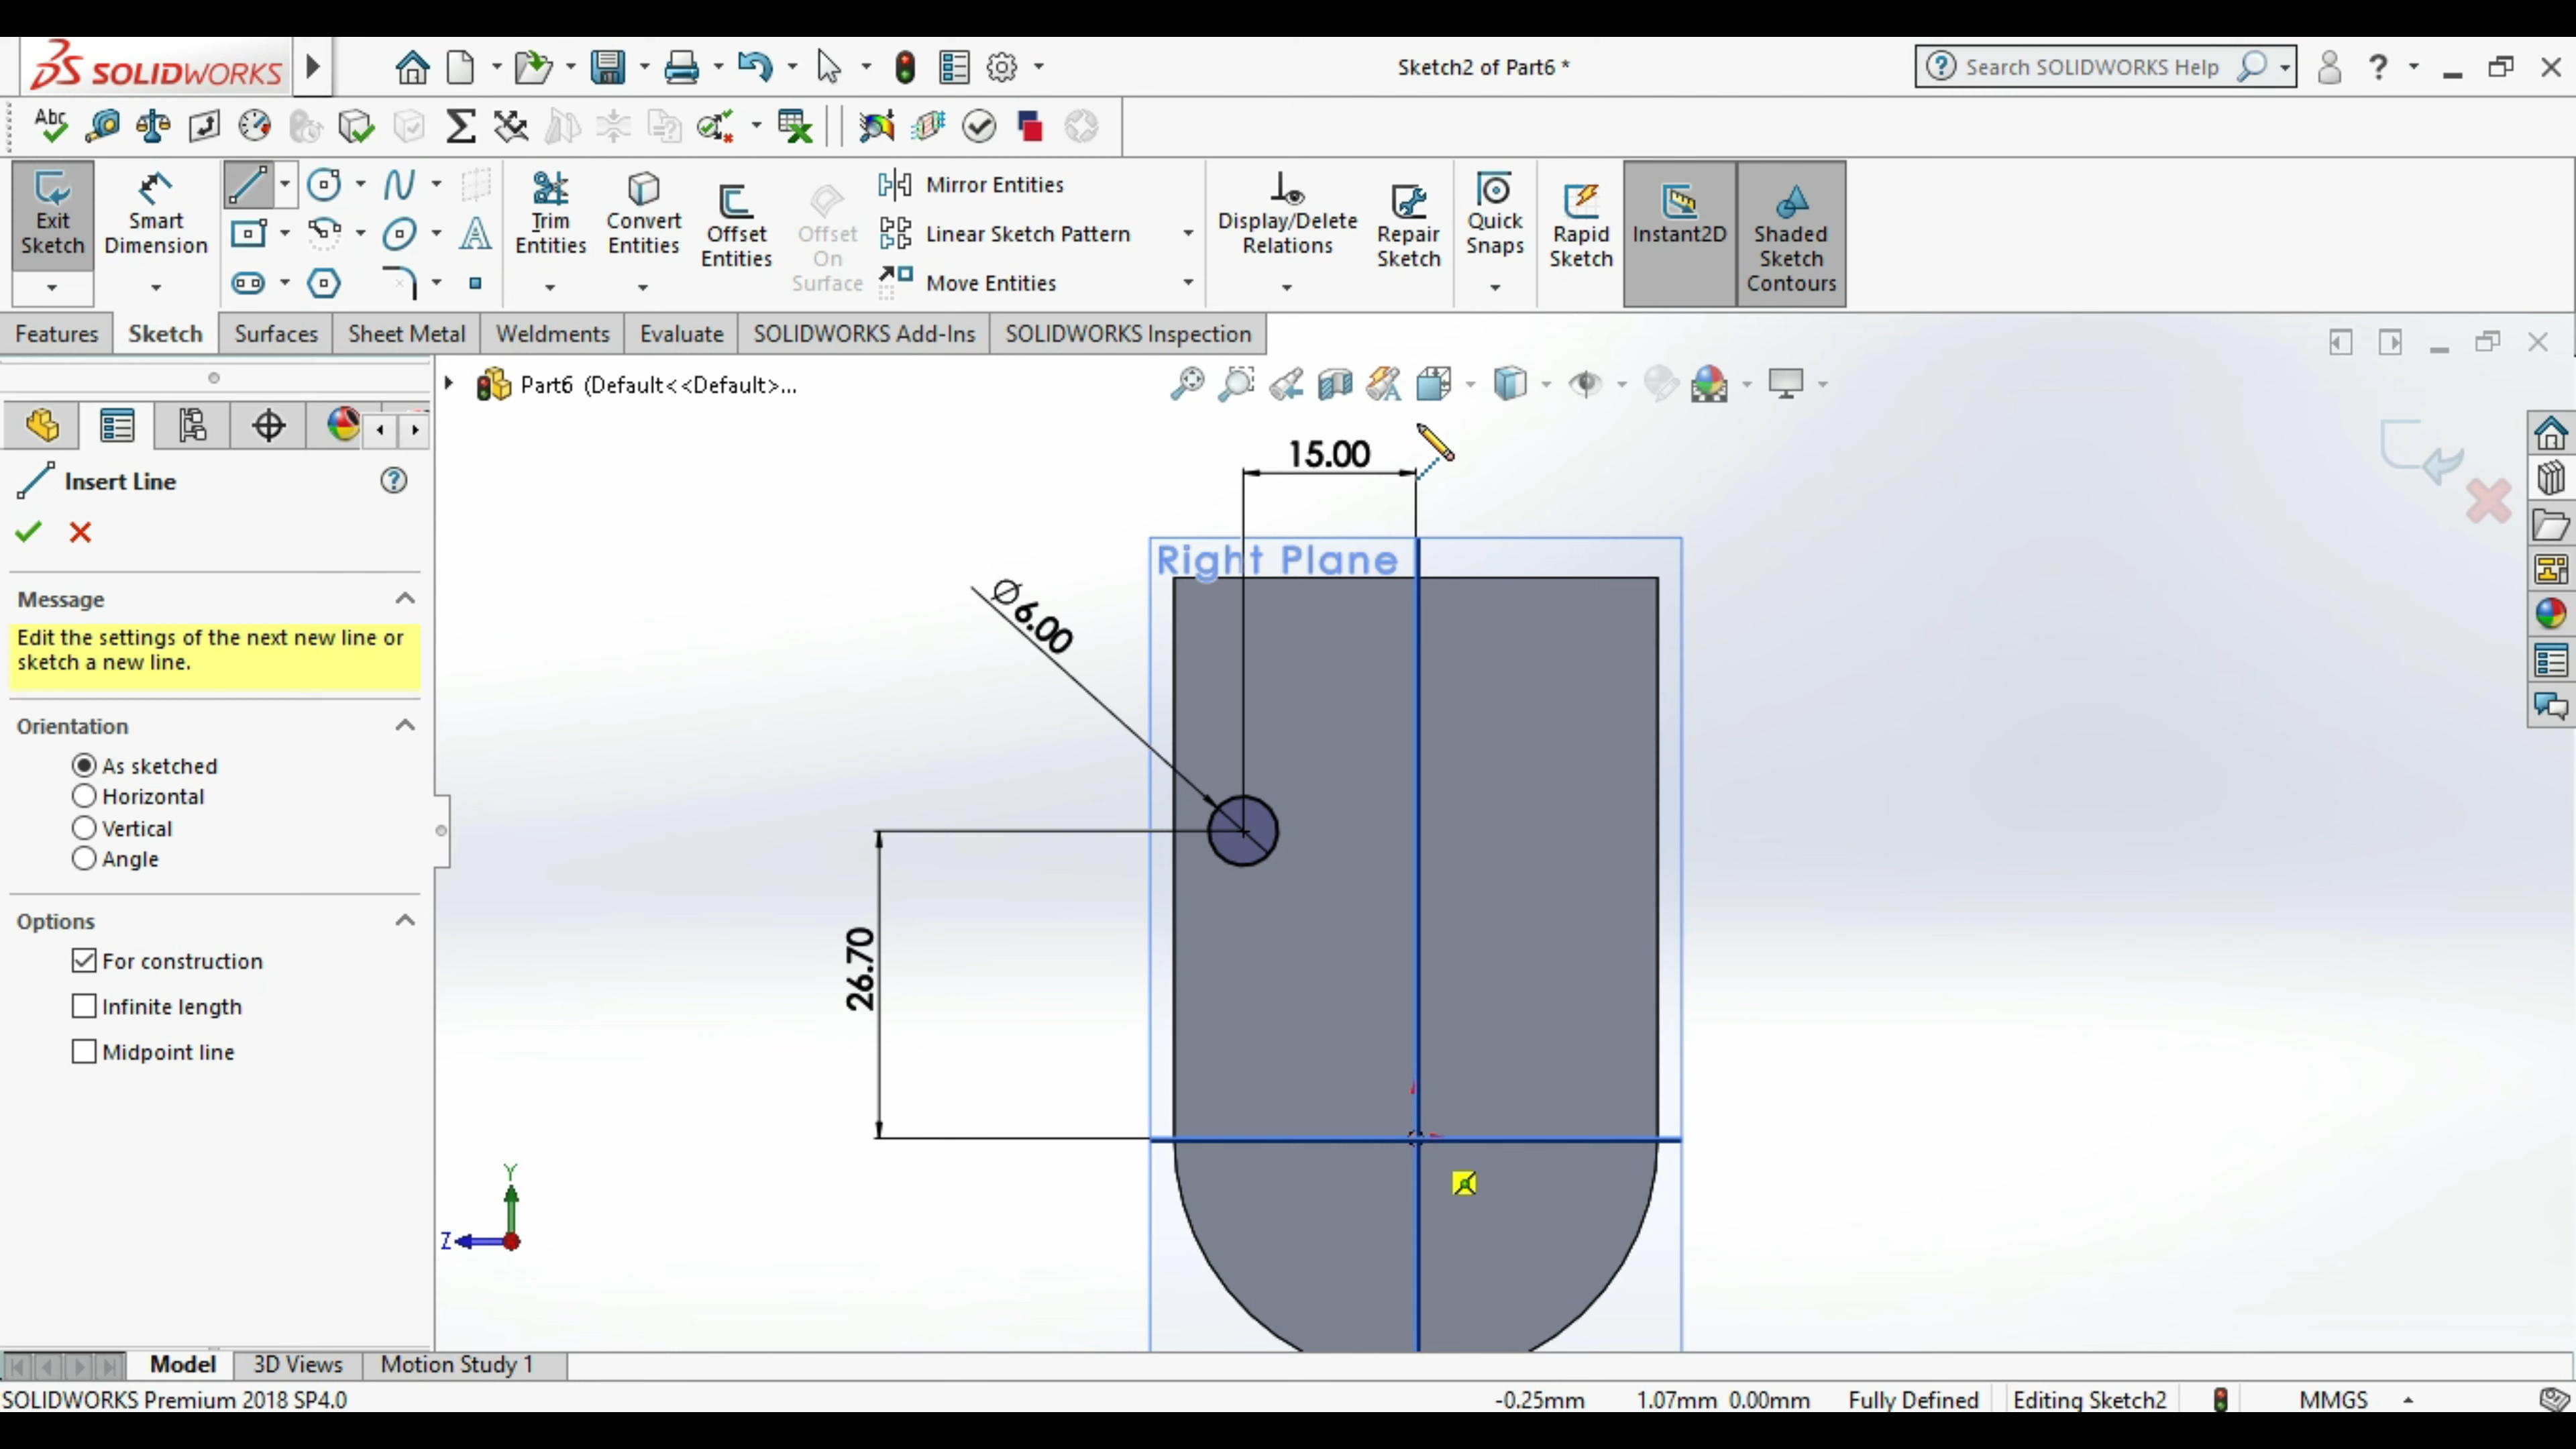 SOLIDWORKS
Sketch2 of Part6 *
Search SOLIDWORKS Help
Abc
Exit Sketch
Smart Dimension
Trim Entities
Convert Entities
Offset Entities
Offset On Surface
Mirror Entities
Linear Sketch Pattern
Move Entities
Display/Delete Relations
Repair Sketch
Quick Snaps
Rapid Sketch
Instant2D
Shaded Sketch Contours
Features
Sketch
Surfaces
Sheet Metal
Weldments
Evaluate
SOLIDWORKS Add-Ins
SOLIDWORKS Inspection
Part6 (Default<<Default>...
Insert Line
Message
Edit the settings of the next new line or
sketch a new line.
Orientation
As sketched
Horizontal
Vertical
Angle
Options
For construction
Infinite length
Midpoint line
15.00
Right Plane
Ø6.00
26.70
Y
Z
Model
3D Views
Motion Study 1
SOLIDWORKS Premium 2018 SP4.0
-0.25mm
1.07mm 0.00mm
Fully Defined
Editing Sketch2
MMGS